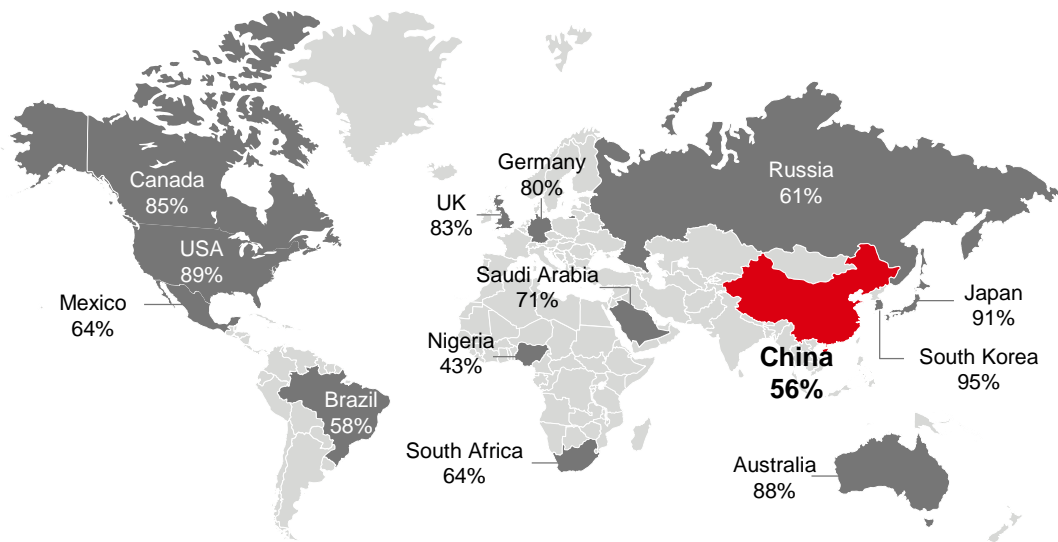 Canada
85%
USA
89%
Mexico
64%
Brazil
58%
Germany
80%
UK
83%
Saudi Arabia
71%
Nigeria
43%
South Africa
64%
Russia
61%
China
56%
Japan
91%
South Korea
95%
Australia
88%